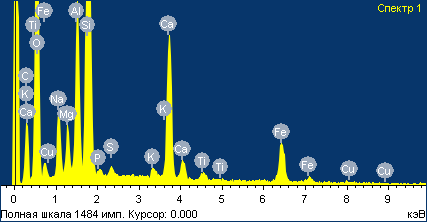 Спектр 1
Fe Al
Ti Si Ca
O
C
K Na K
Ca Mg Fe
Cu S Ca
P K Ti Ti Fe Cu Cu
0 1 2 3 4 5 6 7 8 9
Полная шкала 1484 имп. Курсор: 0.000 кэВ